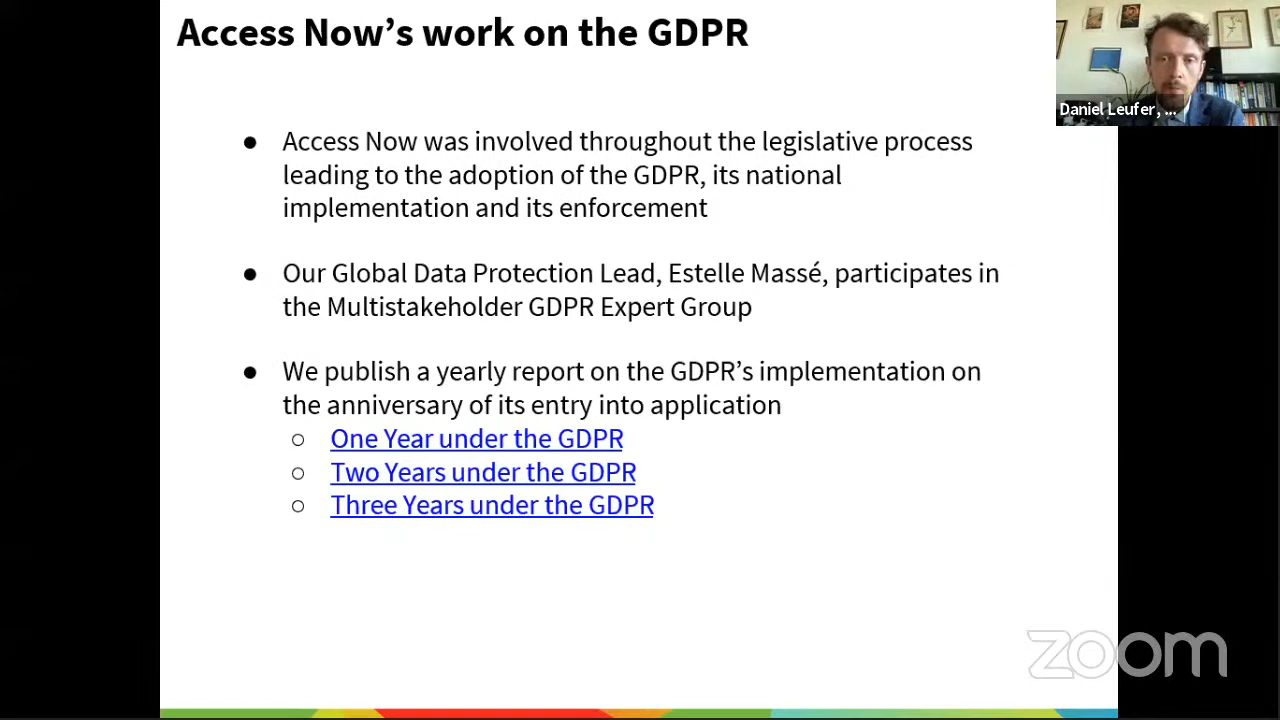 Access Now’s work on the GDPR
Daniel Leufer, ...
● Access Now was involved throughout the legislative process
leading to the adoption of the GDPR, its national
implementation and its enforcement
● Our Global Data Protection Lead, Estelle Massé, participates in
the Multistakeholder GDPR Expert Group
● We publish a yearly report on the GDPR’s implementation on
the anniversary of its entry into application
○ One Year under the GDPR
○ Two Years under the GDPR
○ Three Years under the GDPR
zoom